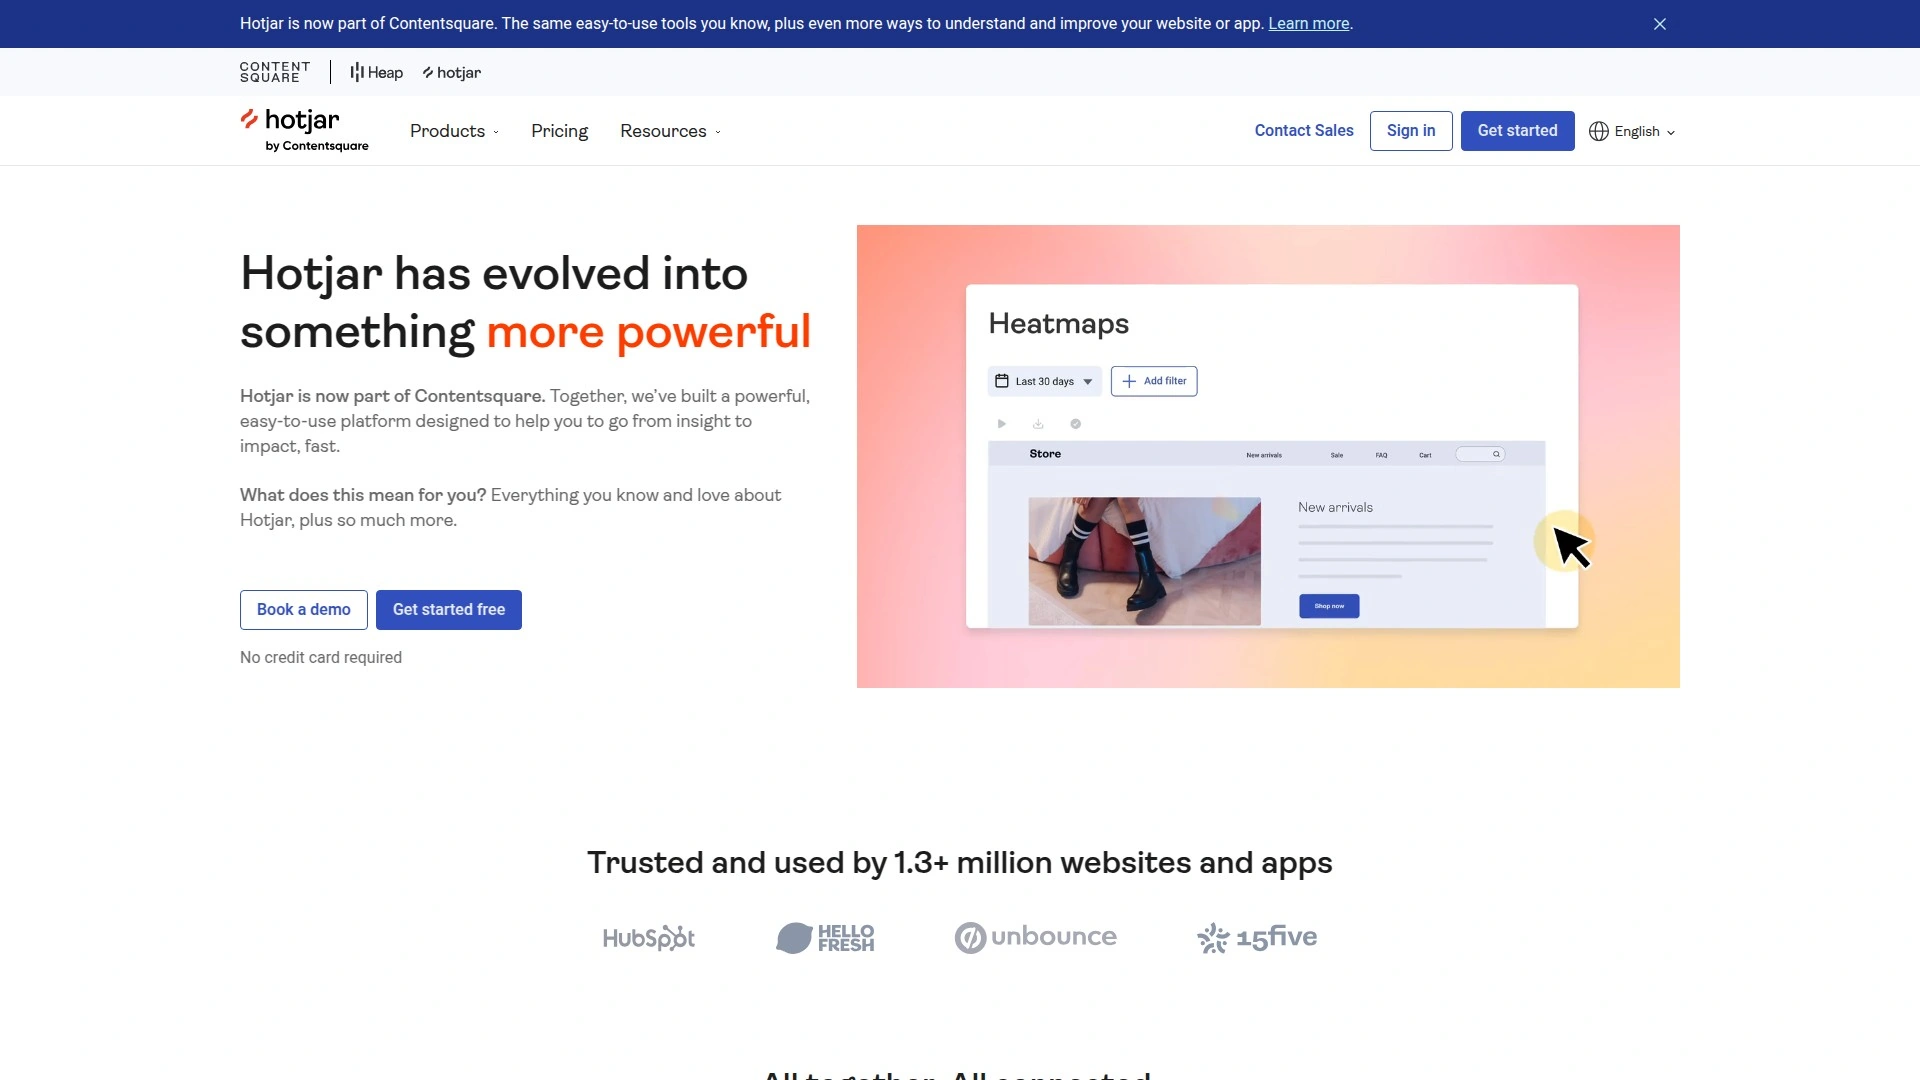 Hotjar is now part of Contentsquare. The same easy-to-use tools you know, plus even more ways to understand and improve your website or app. Learn more.
CONTENT
SQUARE
Heap
hotjar
hotjar
by Contentsquare
Products
Pricing
Resources
Contact Sales
Sign in
Get started
English
Hotjar has evolved into
something more powerful
Hotjar is now part of Contentsquare. Together, we've built a powerful,
easy-to-use platform designed to help you to go from insight to
impact, fast.
What does this mean for you? Everything you know and love about
Hotjar, plus so much more.
Book a demo
Get started free
No credit card required
Heatmaps
Last 30 days
Add filter
Store
New arrivals
Sale
FAQ
Cart
New arrivals
Shop now
Trusted and used by 1.3+ million websites and apps
HubSpot
HELLO
FRESH
unbounce
15five
All together. All connected